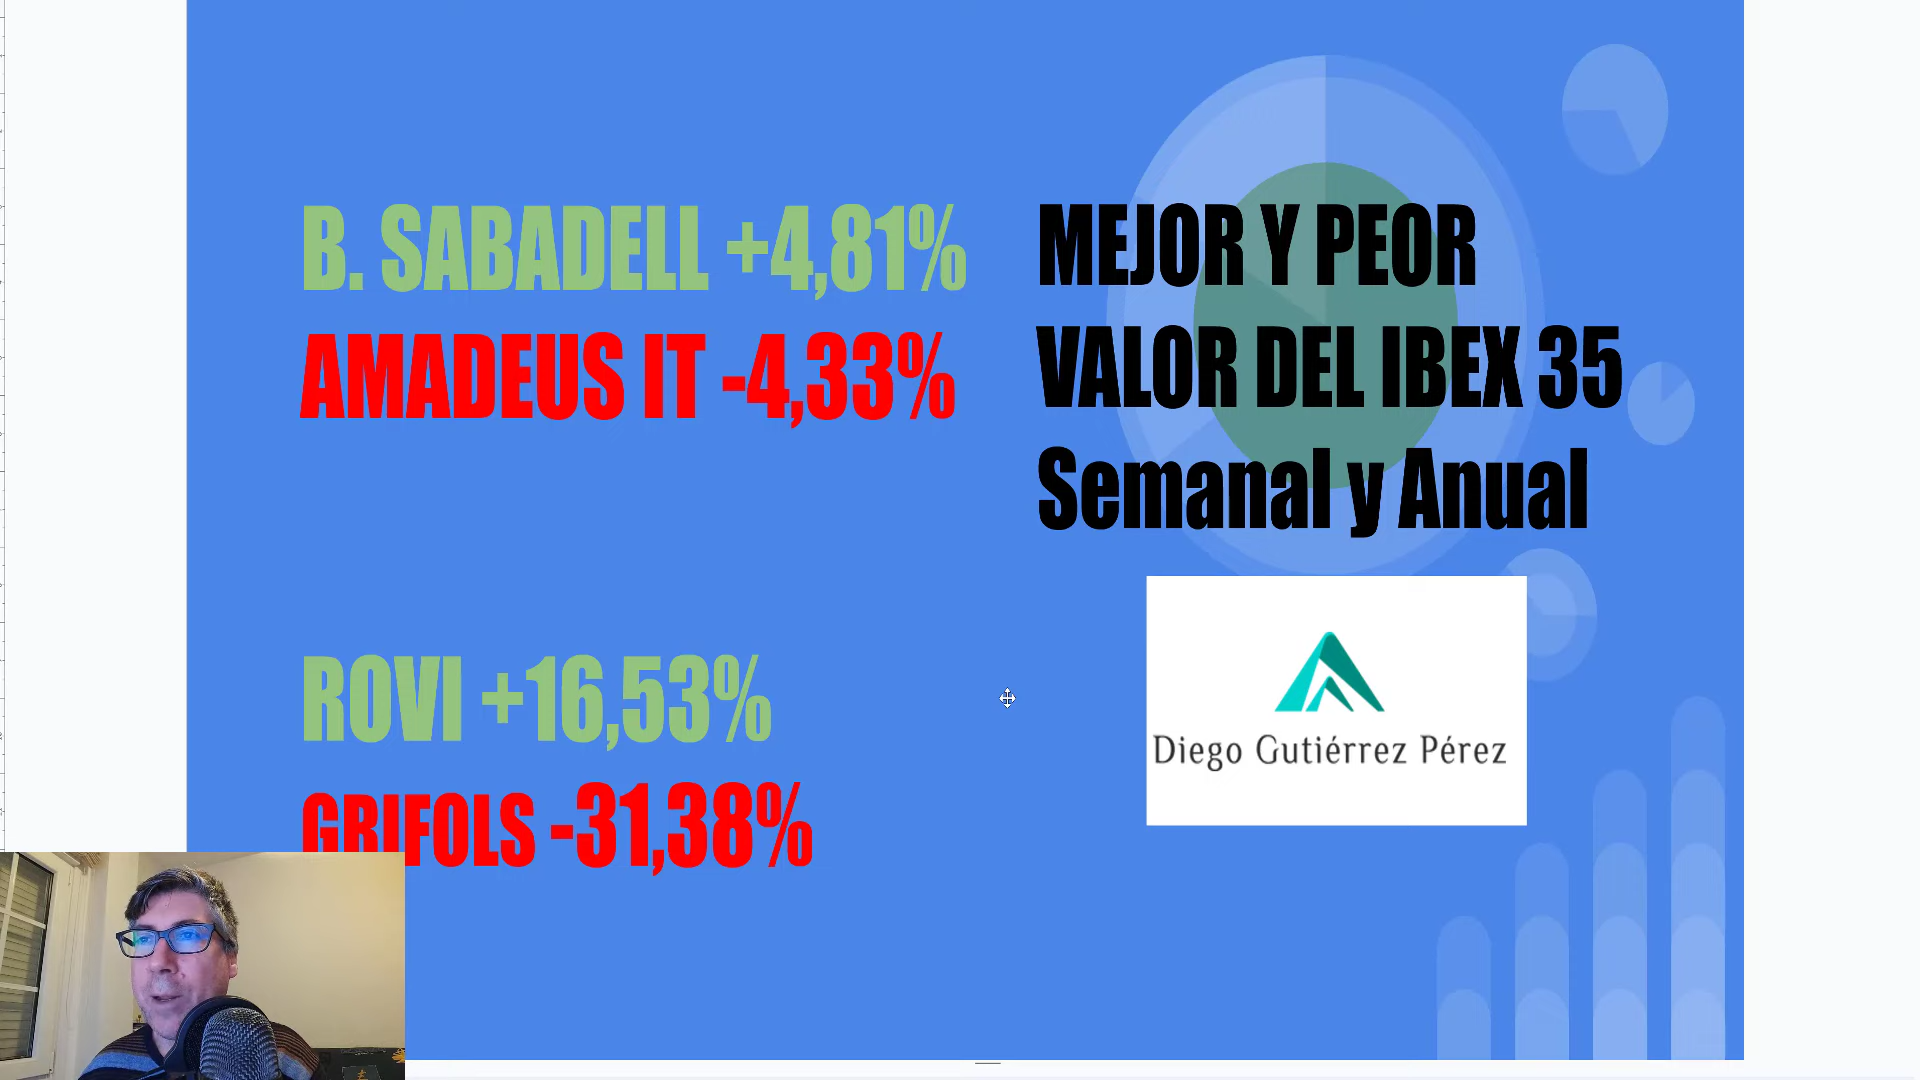 B. SABADELL +4,81%
AMADEUS IT -4,33%
ROVI +16,53%
GRIFOLS -31,38%
MEJOR Y PEOR
VALOR DEL IBEX 35
Semanal y Anual
Diego Gutiérrez Pérez